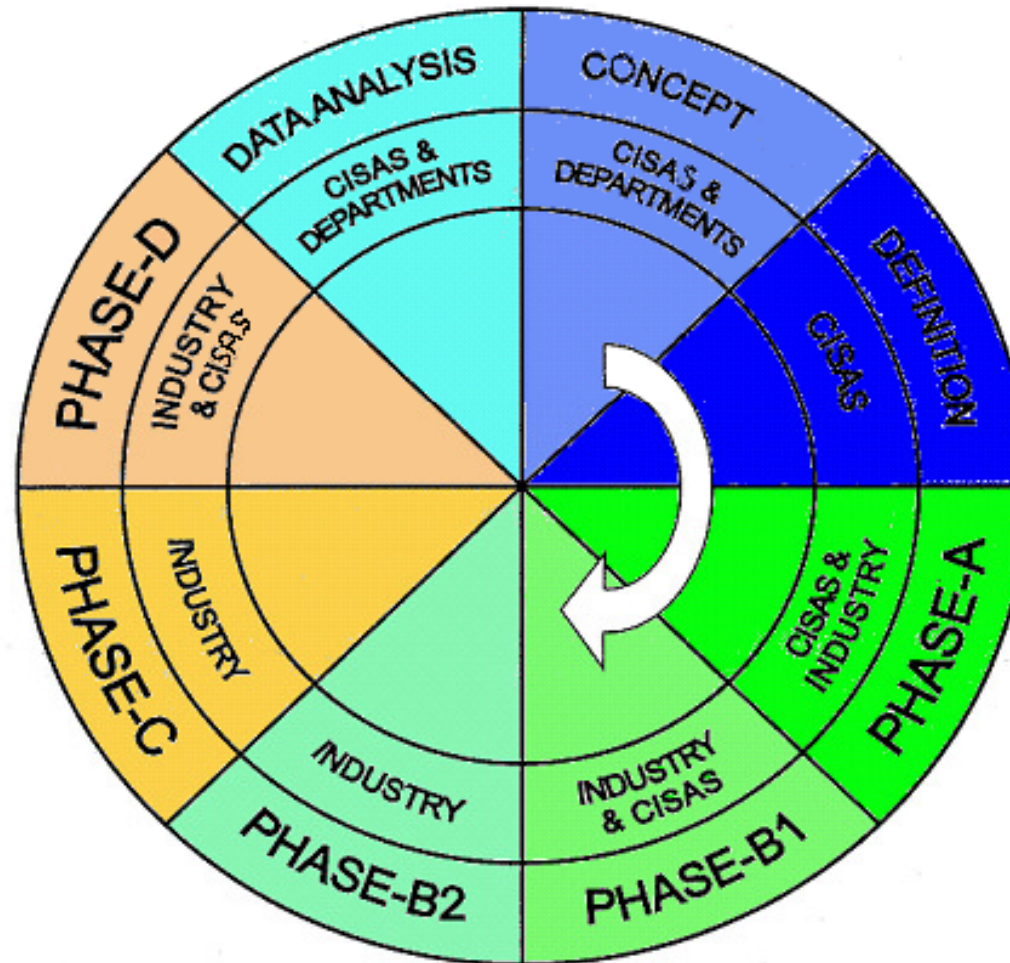 CONCEPT
CISAS &
DEPARTMENTS
DEFINITION
CISAS
PHASE-A
CISAS &
INDUSTRY
PHASE-B1
INDUSTRY
& CISAS
PHASE-B2
INDUSTRY
PHASE-C
INDUSTRY
PHASE-D
INDUSTRY
& CISAS
DATA ANALYSIS
CISAS &
DEPARTMENTS